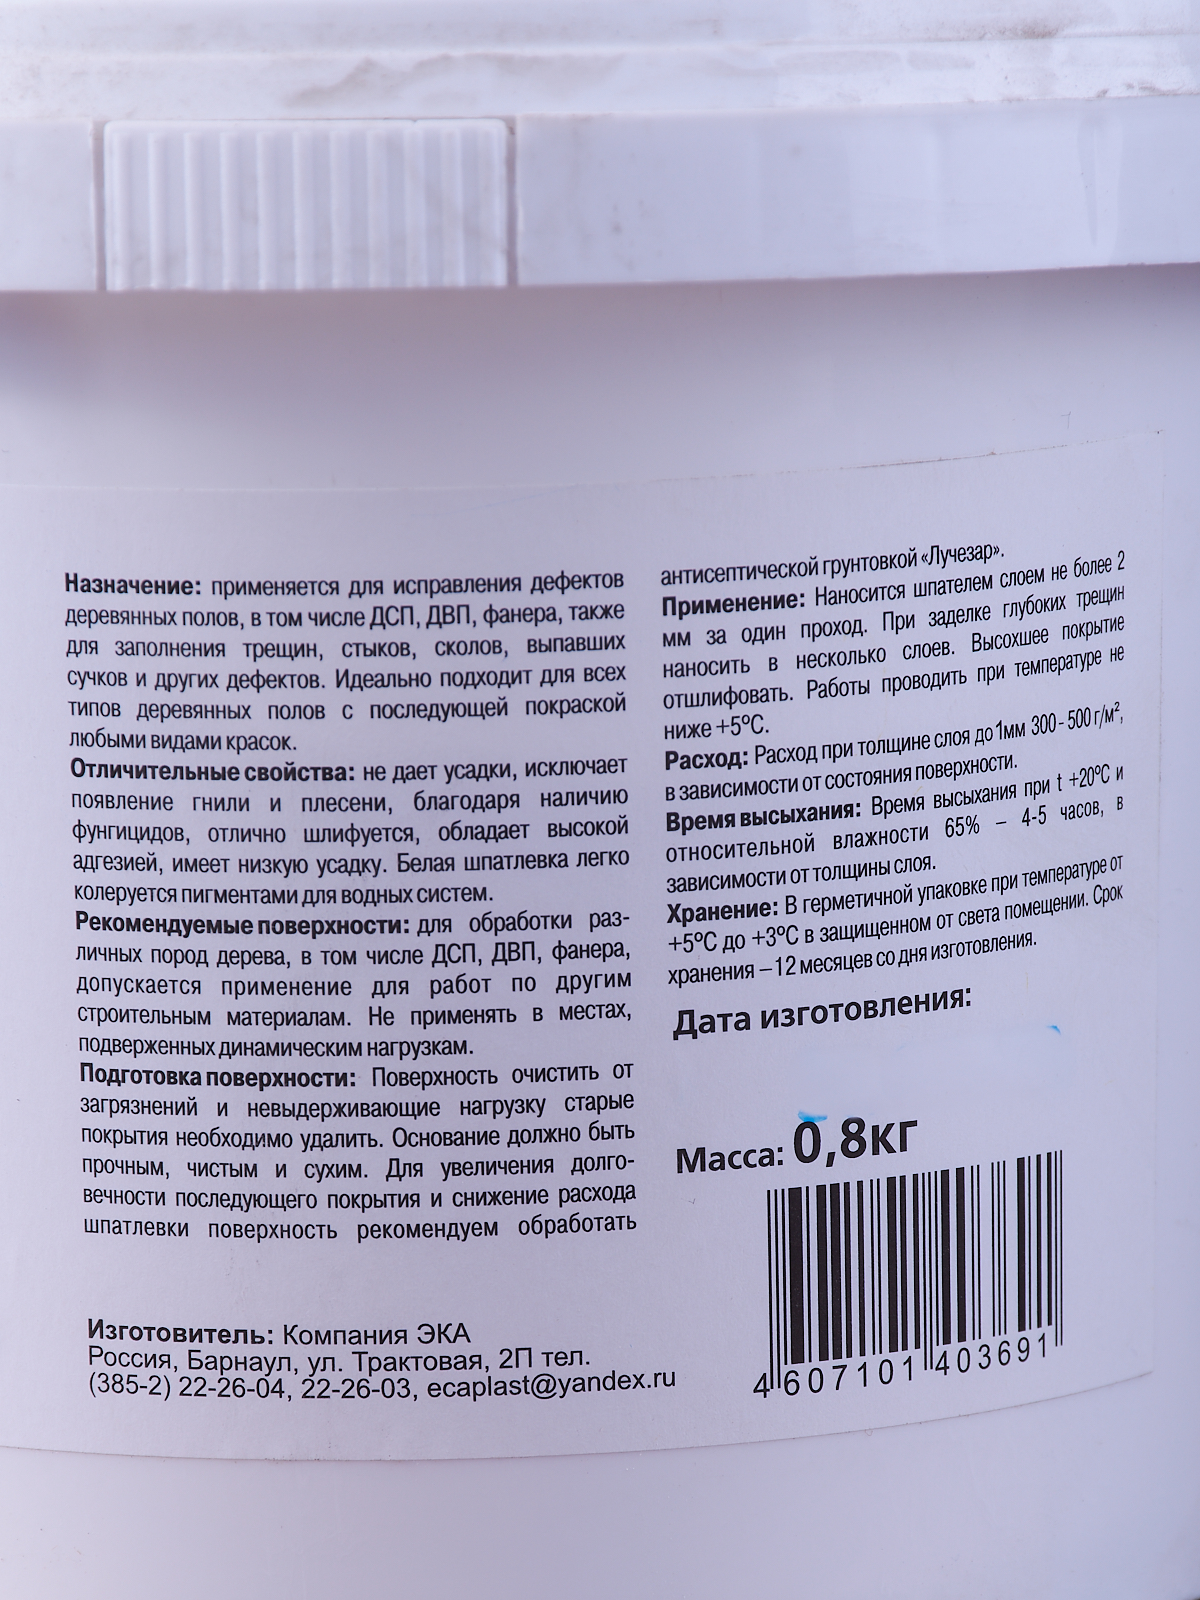 Назначение: применяется для исправления дефектов
деревянных полов, в том числе ДСП, ДВП, фанера, также
для заполнения трещин, стыков, сколов, выпавших
сучков и других дефектов. Идеально подходит для всех
типов деревянных полов с последующей покраской
любыми видами красок.
Отличительные свойства: не дает усадки, исключает
появление гнили и плесени, благодаря наличию
фунгицидов, отлично шлифуется, обладает высокой
адгезией, имеет низкую усадку. Белая шпатлевка легко
колеруется пигментами для водных систем.
Рекомендуемые поверхности: для обработки раз-
личных пород дерева, в том числе ДСП, ДВП, фанера,
допускается применение для работ по другим
строительным материалам. Не применять в местах,
подверженных динамическим нагрузкам.
Подготовка поверхности: Поверхность очистить от
загрязнений и невыдерживающие нагрузку старые
покрытия необходимо удалить. Основание должно быть
прочным, чистым и сухим. Для увеличения долго-
вечности последующего покрытия и снижение расхода
шпатлевки поверхность рекомендуем обработать
антисептической грунтовкой «Лучезар».
Применение: Наносится шпателем слоем не более 2
мм за один проход. При заделке глубоких трещин
наносить в несколько слоев. Высохшее покрытие
отшлифовать. Работы проводить при температуре не
ниже +5°С.
Расход: Расход при толщине слоя до 1мм 300 - 500 г/м²,
в зависимости от состояния поверхности.
Время высыхания: Время высыхания при t +20°С и
относительной влажности 65% – 4-5 часов, в
зависимости от толщины слоя.
Хранение: В герметичной упаковке при температуре от
+5°С до +3°С в защищенном от света помещении. Срок
хранения – 12 месяцев со дня изготовления.
Дата изготовления:
Масса: 0,8кг
4 607101 403691
Изготовитель: Компания ЭКА
Россия, Барнаул, ул. Трактовая, 2П тел.
(385-2) 22-26-04, 22-26-03, ecaplast@yandex.ru